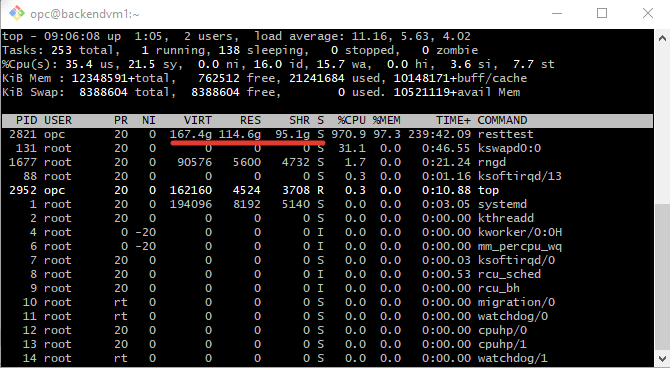 opc@backendvm1:~
top - 09:06:08 up  1:05,  2 users,  load average: 11.16, 5.63, 4.02
Tasks: 253 total,   1 running, 138 sleeping,   0 stopped,   0 zombie
%Cpu(s): 35.4 us, 21.5 sy,  0.0 ni, 16.0 id, 15.7 wa,  0.0 hi,  3.6 si,  7.7 st
KiB Mem : 12348591+total,   762512 free, 21241684 used, 10148171+buff/cache
KiB Swap:  8388604 total,  8388604 free,        0 used. 10521119+avail Mem
PID USER      PR  NI    VIRT    RES    SHR S  %CPU %MEM     TIME+ COMMAND
2821 opc       20   0  167.4g 114.6g  95.1g S 970.9 97.3 239:42.09 resttest
131 root      20   0       0      0      0 S  31.1  0.0   0:46.55 kswapd0:0
1677 root      20   0   90576   5600   4732 S   1.7  0.0   0:21.24 rngd
88 root      20   0       0      0      0 S   0.3  0.0   0:01.16 ksoftirqd/13
2952 opc       20   0  162160   4524   3708 R   0.3  0.0   0:10.88 top
1 root      20   0  194096   8192   5140 S   0.0  0.0   0:03.05 systemd
2 root      20   0       0      0      0 S   0.0  0.0   0:00.00 kthreadd
4 root       0 -20       0      0      0 I   0.0  0.0   0:00.00 kworker/0:0H
6 root       0 -20       0      0      0 I   0.0  0.0   0:00.00 mm_percpu_wq
7 root      20   0       0      0      0 S   0.0  0.0   0:00.03 ksoftirqd/0
8 root      20   0       0      0      0 I   0.0  0.0   0:00.53 rcu_sched
9 root      20   0       0      0      0 I   0.0  0.0   0:00.00 rcu_bh
10 root      rt   0       0      0      0 S   0.0  0.0   0:00.00 migration/0
11 root      rt   0       0      0      0 S   0.0  0.0   0:00.00 watchdog/0
12 root      20   0       0      0      0 S   0.0  0.0   0:00.00 cpuhp/0
13 root      20   0       0      0      0 S   0.0  0.0   0:00.00 cpuhp/1
14 root      rt   0       0      0      0 S   0.0  0.0   0:00.00 watchdog/1